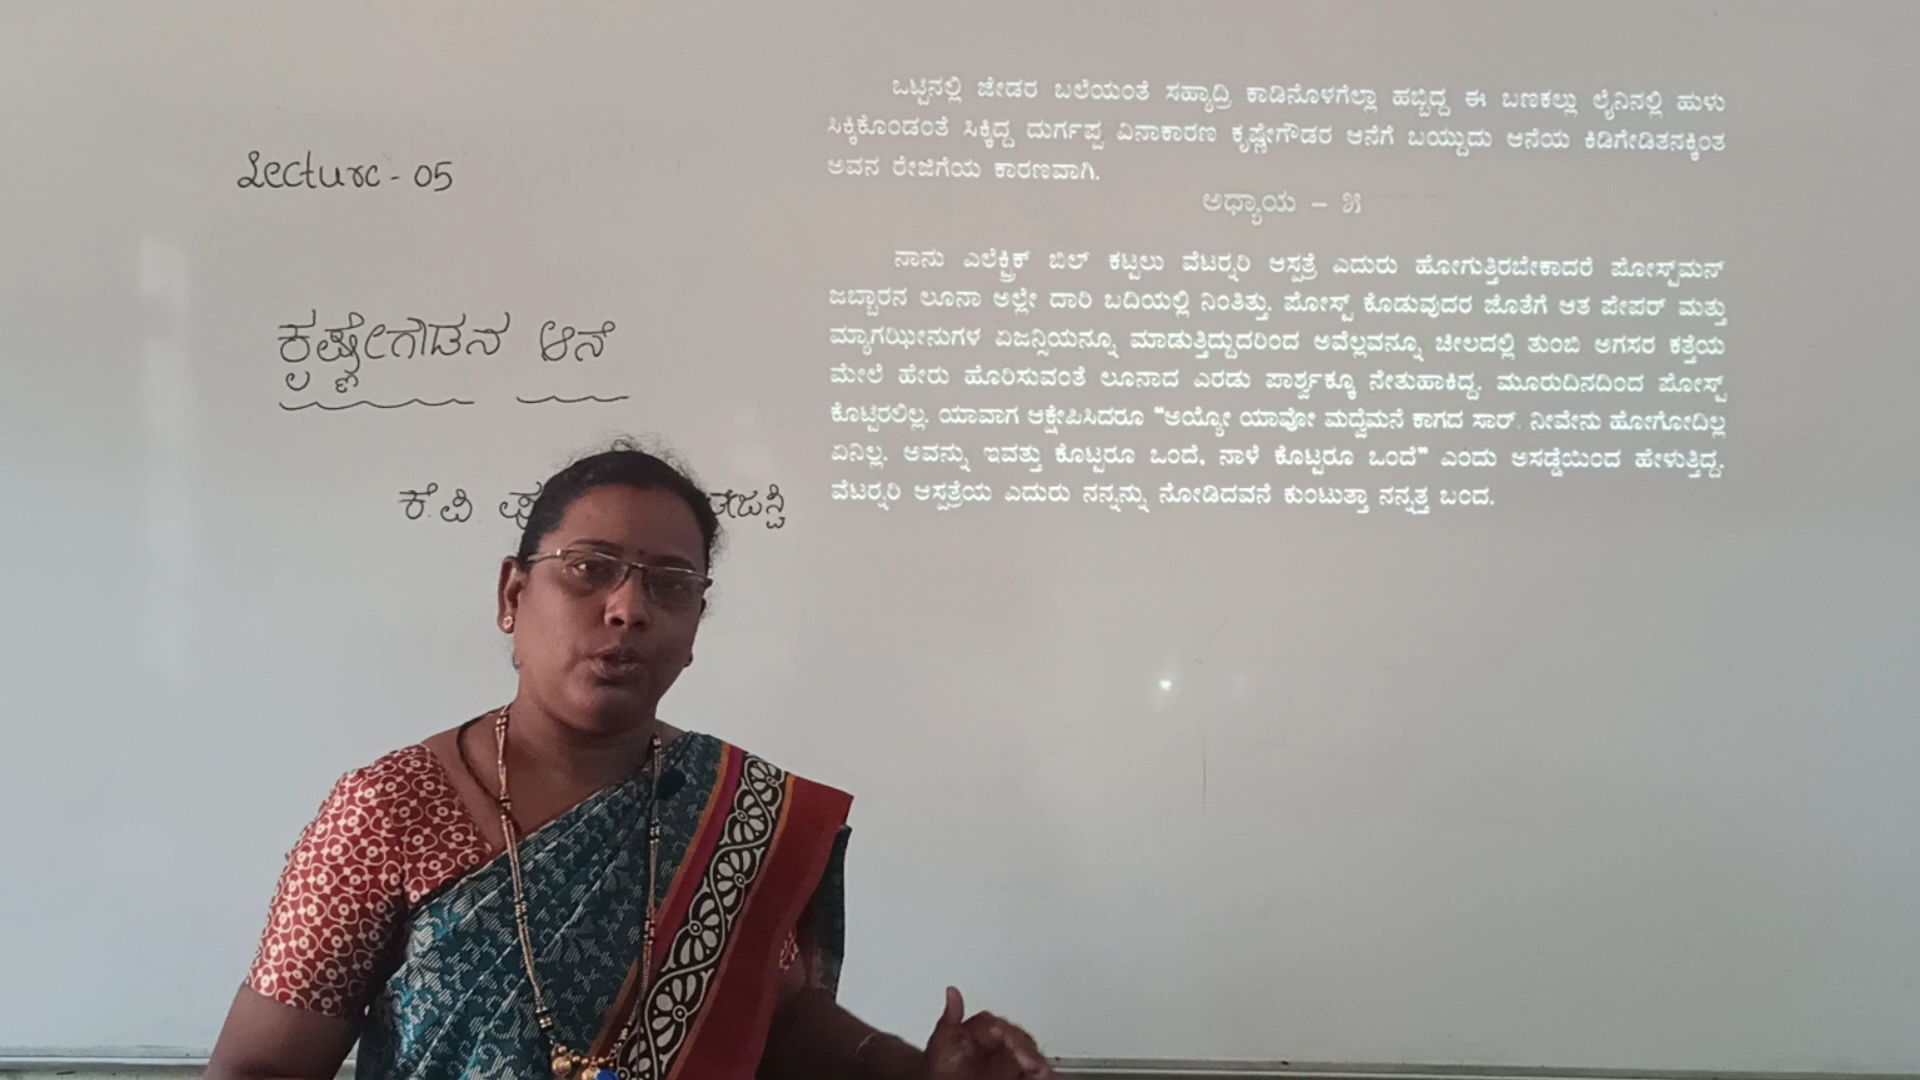 Lecture - 05
ಕೃಷ್ಣೇಗೌಡನ ಆನೆ
ಕೆ.ವಿ
ಒಟ್ಟಿನಲ್ಲಿ ಜೇಡರ ಬಲೆಯಂತೆ ಸಹ್ಯಾದ್ರಿ ಕಾಡಿನೊಳಗೆಲ್ಲಾ ಹಬ್ಬಿದ್ದ ಈ ಬಣಕಲ್ಲು ಲೈನಿನಲ್ಲಿ ಹುಳು
ಸಿಕ್ಕಿಕೊಂಡಂತೆ ಸಿಕ್ಕಿದ್ದ ದುರ್ಗಪ್ಪ ವಿನಾಕಾರಣ ಕೃಷ್ಣೇಗೌಡರ ಆನೆಗೆ ಬಯ್ದುದು ಆನೆಯ ಕಿಡಿಗೇಡಿತನಕ್ಕಿಂತ
ಅವನ ರೇಜಿಗೆಯ ಕಾರಣವಾಗಿ.
ಅಧ್ಯಾಯ – ೫
ನಾನು ಎಲೆಕ್ಟ್ರಿಕ್ ಬಿಲ್ ಕಟ್ಟಲು ವೆಟರ್‍ನರಿ ಆಸ್ಪತ್ರೆ ಎದುರು ಹೋಗುತ್ತಿರಬೇಕಾದರೆ ಪೋಸ್ಟ್‌ಮನ್
ಜಬ್ಬಾರನ ಲೂನಾ ಅಲ್ಲೇ ದಾರಿ ಬದಿಯಲ್ಲಿ ನಿಂತಿತ್ತು. ಪೋಸ್ಟ್ ಕೊಡುವುದರ ಜೊತೆಗೆ ಆತ ಪೇಪರ್ ಮತ್ತು
ಮ್ಯಾಗಝೀನುಗಳ ಏಜನ್ಸಿಯನ್ನೂ ಮಾಡುತ್ತಿದ್ದುದರಿಂದ ಅವೆಲ್ಲವನ್ನೂ ಚೀಲದಲ್ಲಿ ತುಂಬಿ ಅಗಸರ ಕತ್ತೆಯ
ಮೇಲೆ ಹೇರು ಹೊರಿಸುವಂತೆ ಲೂನಾದ ಎರಡು ಪಾರ್ಶ್ವಕ್ಕೂ ನೇತುಹಾಕಿದ್ದ. ಮೂರುದಿನದಿಂದ ಪೋಸ್ಟ್
ಕೊಟ್ಟಿರಲಿಲ್ಲ. ಯಾವಾಗ ಆಕ್ಷೇಪಿಸಿದರೂ “ಅಯ್ಯೋ ಯಾವೋ ಮದ್ವೆಮನೆ ಕಾಗದ ಸಾರ್. ನೀವೇನು ಹೋಗೋದಿಲ್ಲ
ಏನಿಲ್ಲ. ಅವನ್ನು ಇವತ್ತು ಕೊಟ್ಟರೂ ಒಂದೆ, ನಾಳೆ ಕೊಟ್ಟರೂ ಒಂದೆ” ಎಂದು ಅಸಡ್ಡೆಯಿಂದ ಹೇಳುತ್ತಿದ್ದ.
ವೆಟರ್‍ನರಿ ಆಸ್ಪತ್ರೆಯ ಎದುರು ನನ್ನನ್ನು ನೋಡಿದವನೆ ಕುಂಟುತ್ತಾ ನನ್ನತ್ತ ಬಂದ.